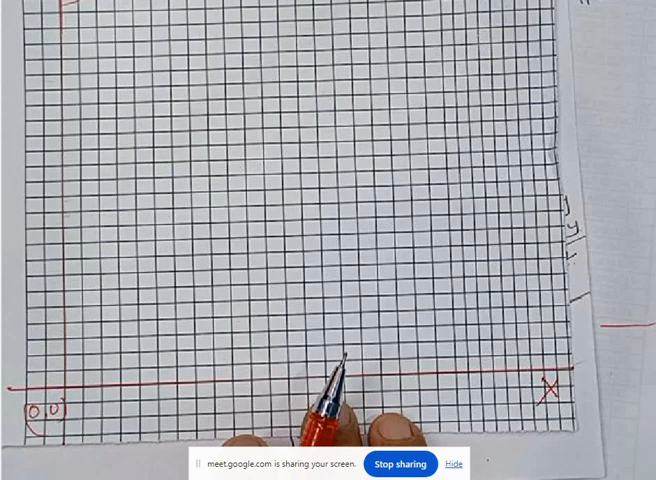 (0,0)
X
meet.google.com is sharing your screen.
Stop sharing
Hide